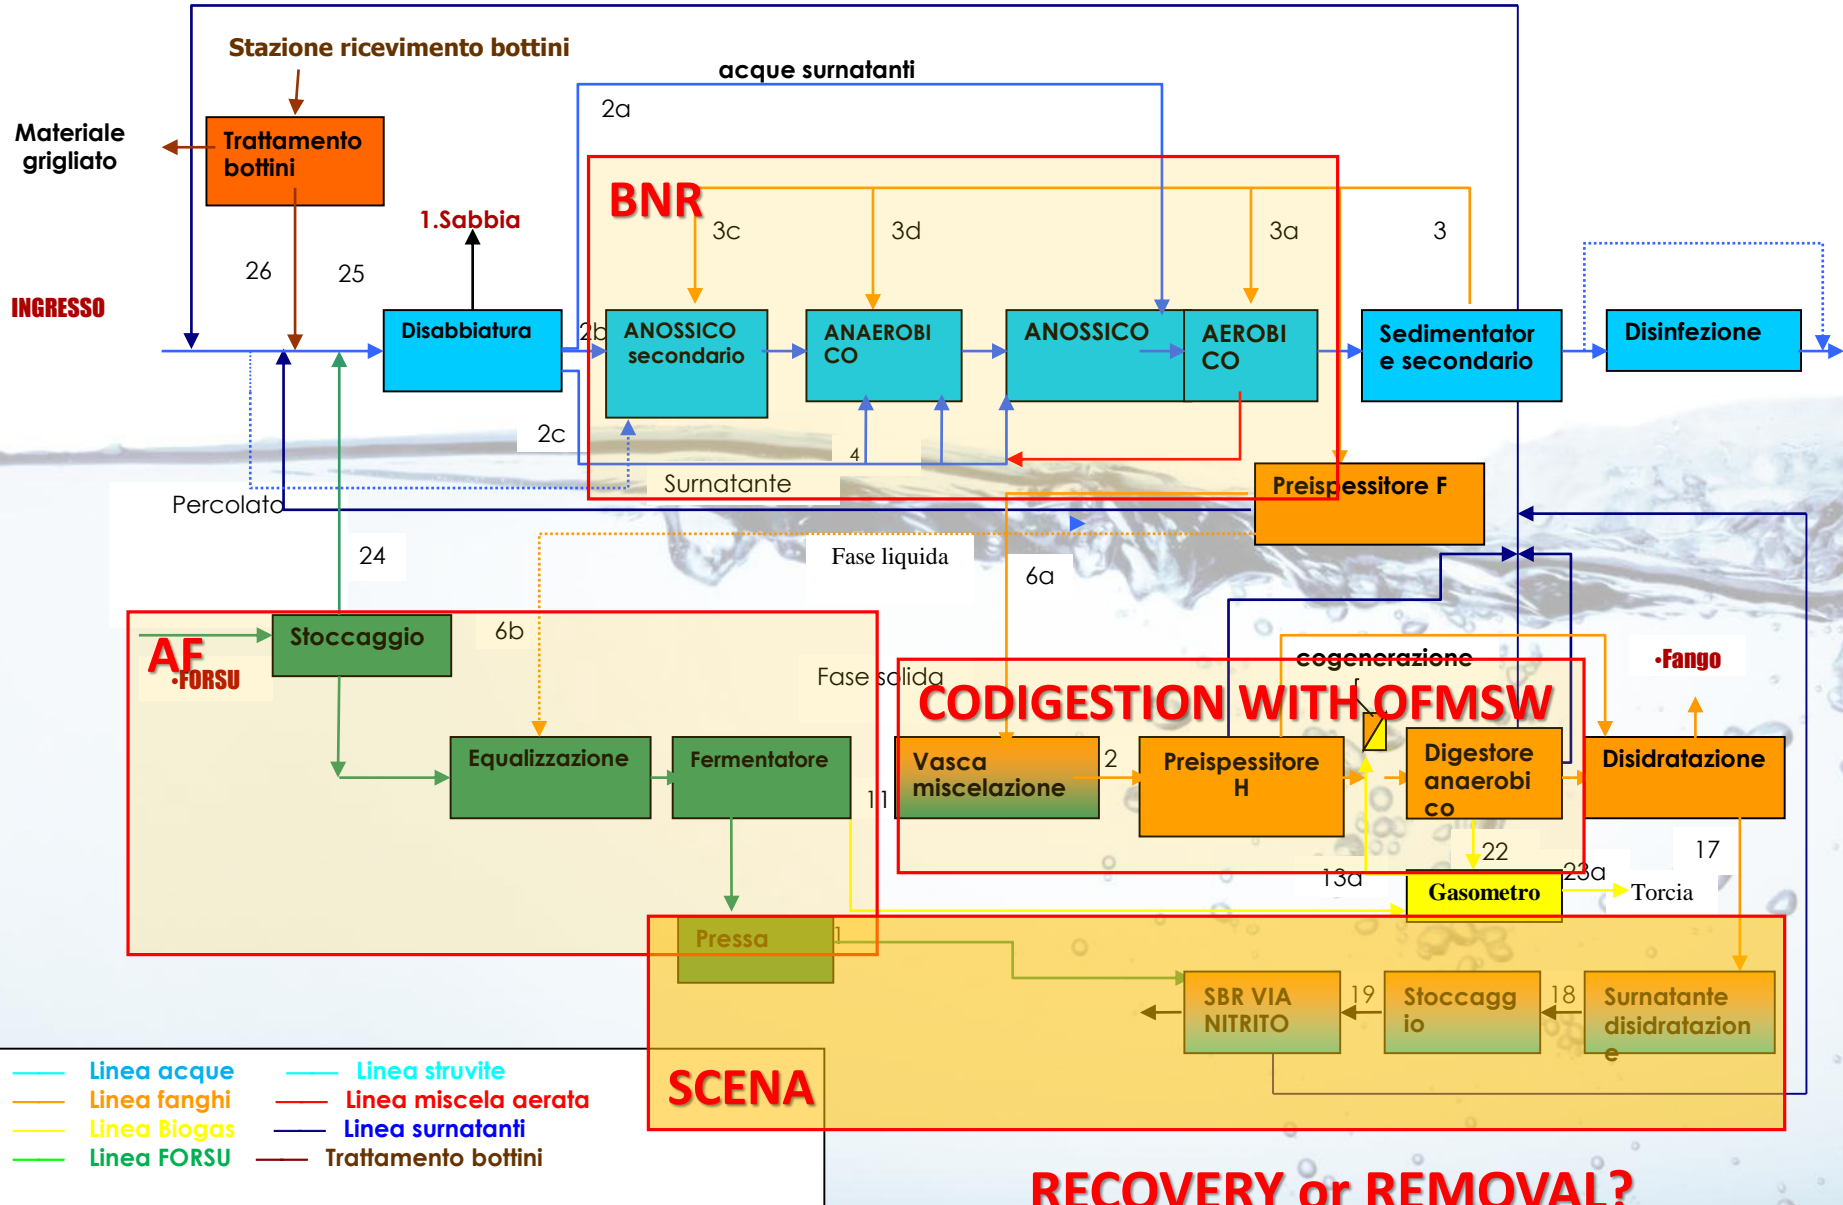 Stazione ricevimento bottini
acque surnatanti
2a
Materiale
grigliato
Trattamento
bottini
BNR
1.Sabbia
3c
3d
3a
3
26
25
INGRESSO
Disabbiatura
2b
ANOSSICO
secondario
ANAEROBI
CO
ANOSSICO
AEROBI
CO
Sedimentator
e secondario
Disinfezione
2c
4
Surnatante
Preispessitore F
Percolato
24
Fase liquida
6a
Stoccaggio
6b
AF
•FORSU
Fase solida
cogenerazione
•Fango
CODIGESTION WITH OFMSW
Equalizzazione
Fermentatore
11
Vasca
miscelazione
2
Preispessitore
H
Digestore
anaerobi
co
Disidratazione
22
17
13a
23a
Gasometro
Torcia
Pressa
1
SBR VIA
NITRITO
19
Stoccagg
io
18
Surnatante
disidratazion
e
SCENA
Linea acque
Linea struvite
Linea fanghi
Linea miscela aerata
Linea Biogas
Linea surnatanti
Linea FORSU
Trattamento bottini
RECOVERY or REMOVAL?